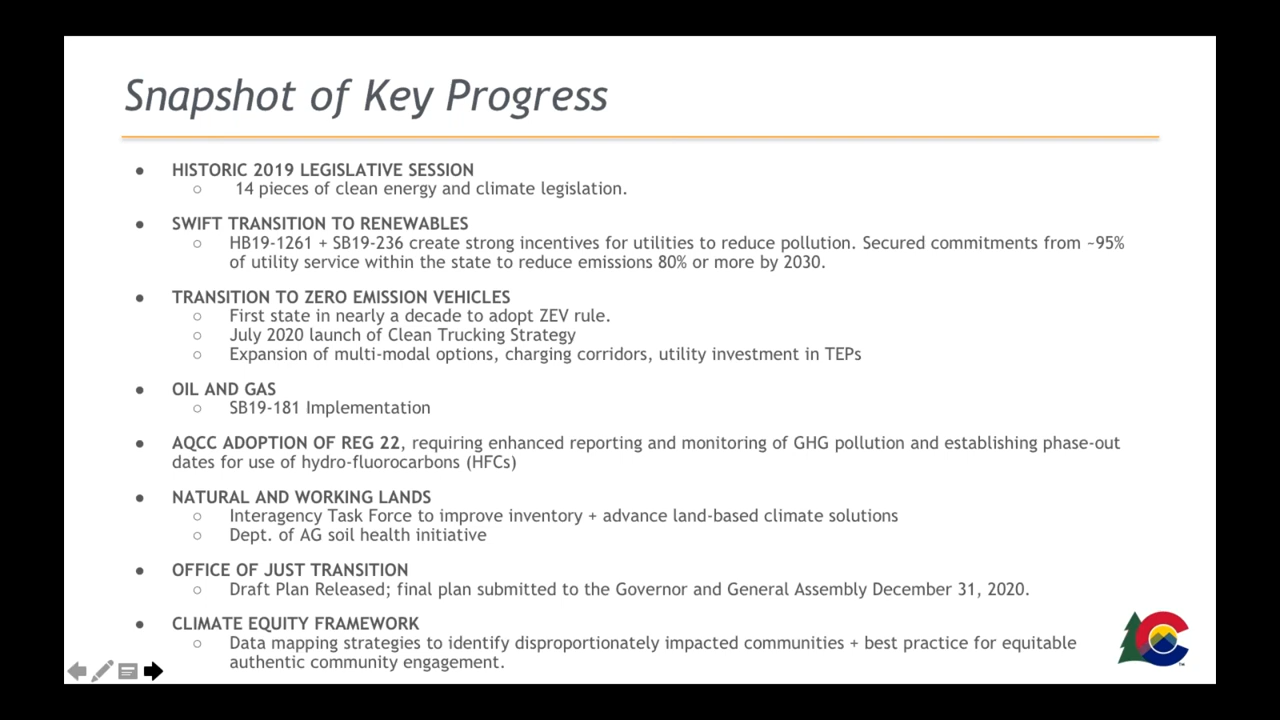 Snapshot of Key Progress
● HISTORIC 2019 LEGISLATIVE SESSION
○ 14 pieces of clean energy and climate legislation.
● SWIFT TRANSITION TO RENEWABLES
○ HB19-1261 + SB19-236 create strong incentives for utilities to reduce pollution. Secured commitments from ~95%
of utility service within the state to reduce emissions 80% or more by 2030.
● TRANSITION TO ZERO EMISSION VEHICLES
○ First state in nearly a decade to adopt ZEV rule.
○ July 2020 launch of Clean Trucking Strategy
○ Expansion of multi-modal options, charging corridors, utility investment in TEPs
● OIL AND GAS
○ SB19-181 Implementation
● AQCC ADOPTION OF REG 22, requiring enhanced reporting and monitoring of GHG pollution and establishing phase-out
dates for use of hydro-fluorocarbons (HFCs)
● NATURAL AND WORKING LANDS
○ Interagency Task Force to improve inventory + advance land-based climate solutions
○ Dept. of AG soil health initiative
● OFFICE OF JUST TRANSITION
○ Draft Plan Released; final plan submitted to the Governor and General Assembly December 31, 2020.
● CLIMATE EQUITY FRAMEWORK
○ Data mapping strategies to identify disproportionately impacted communities + best practice for equitable
authentic community engagement.